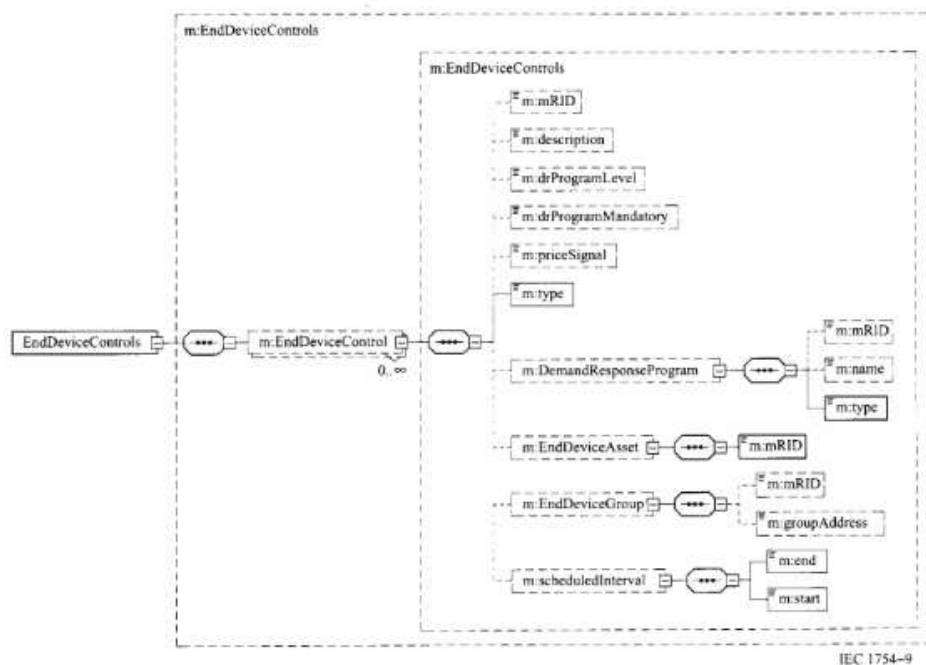 m:EndDeviceControls
m:EndDeviceControls
m:mRID
m:description
m:drProgramLevel
m:drProgramMandatory
m:priceSignal
m:type
EndDeviceControls
m:EndDeviceControl
0..∞
m:DemandResponseProgram
m:mRID
m:name
m:type
m:EndDeviceAsset
m:mRID
m:EndDeviceGroup
m:mRID
m:groupAddress
m:scheduledInterval
m:end
m:start
IEC 1754-9